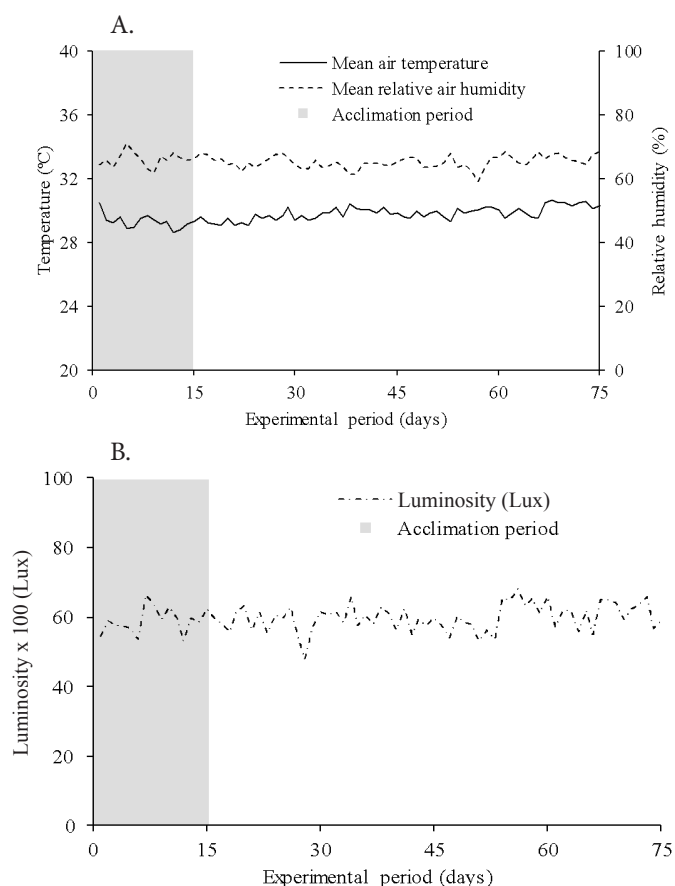 A.
40 100
Mean air temperature
36 80
Mean relative air humidity
Acclimation period
Temperature (ºC)
32 60
28 40
24 20
20 0
Relative humidity (%)
0 15 30 45 60 75
Experimental period (days)
B.
100
Luminosity (Lux)
Acclimation period
80
60
Luminosity x 100 (Lux)
40
20
0
0 15 30 45 60 75
Experimental period (days)